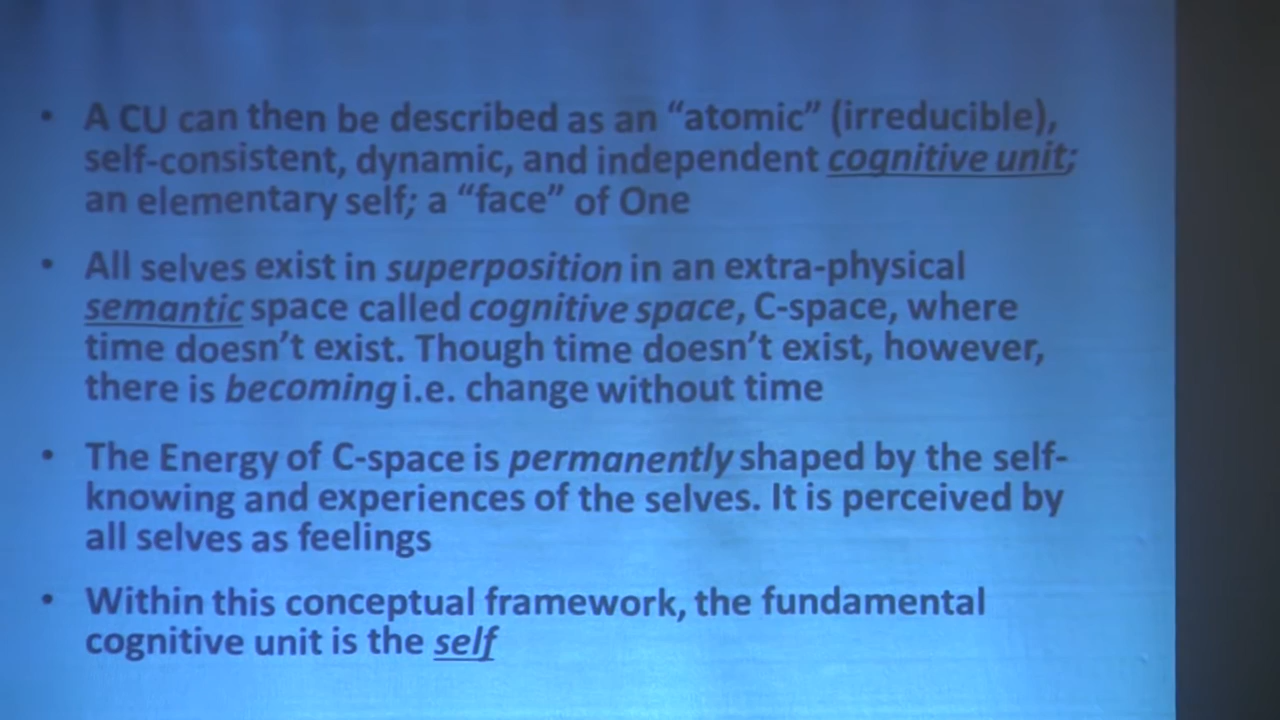 • A CU can then be described as an “atomic” (irreducible),
self-consistent, dynamic, and independent cognitive unit;
an elementary self; a “face” of One
• All selves exist in superposition in an extra-physical
semantic space called cognitive space, C-space, where
time doesn’t exist. Though time doesn’t exist, however,
there is becoming i.e. change without time
• The Energy of C-space is permanently shaped by the self-
knowing and experiences of the selves. It is perceived by
all selves as feelings
• Within this conceptual framework, the fundamental
cognitive unit is the self